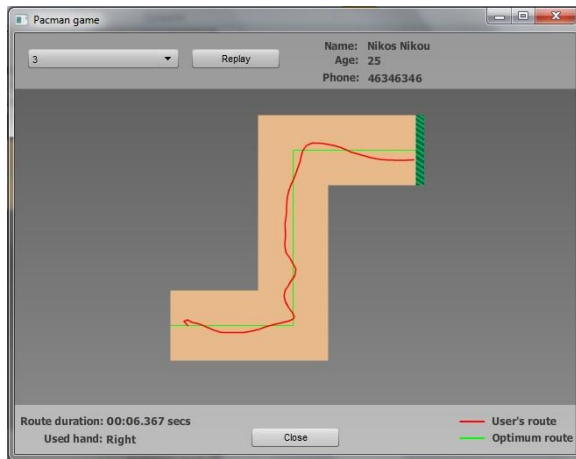 Pacman game
3
Replay
Name: Nikos Nikou
Age: 25
Phone: 46346346
Route duration: 00:06.367 secs
Used hand: Right
Close
User's route
Optimum route